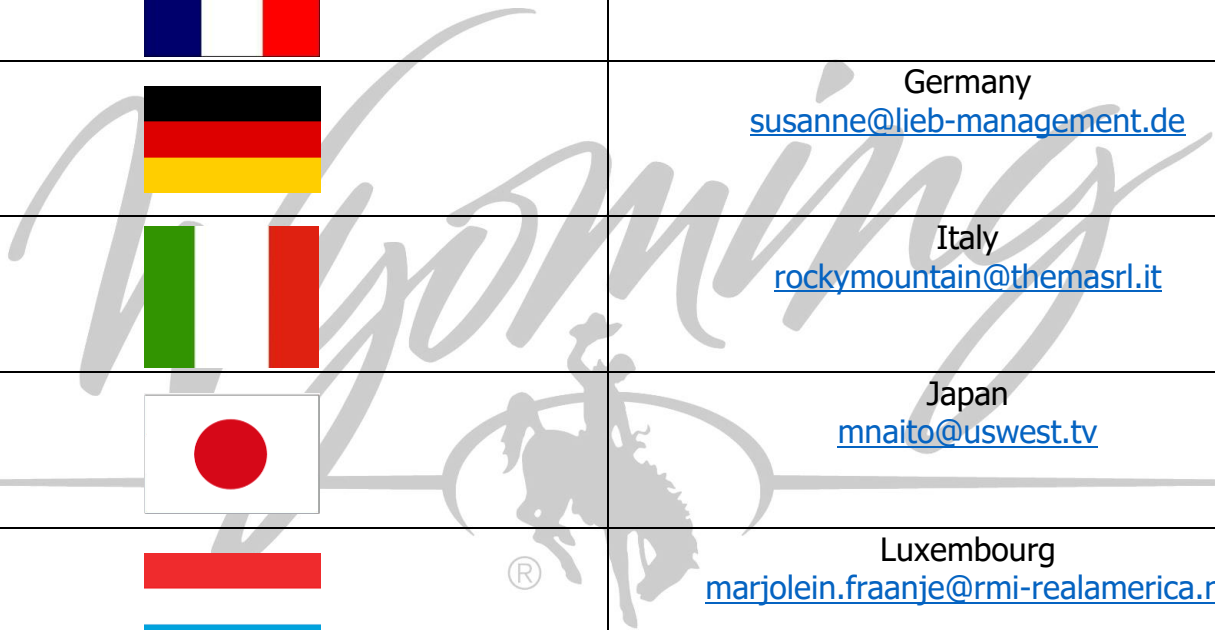 Wyoming
Germany
susanne@lieb-management.de
Italy
rockymountain@themasrl.it
Japan
mnaito@uswest.tv
®
Luxembourg
marjolein.fraanje@rmi-realamerica.